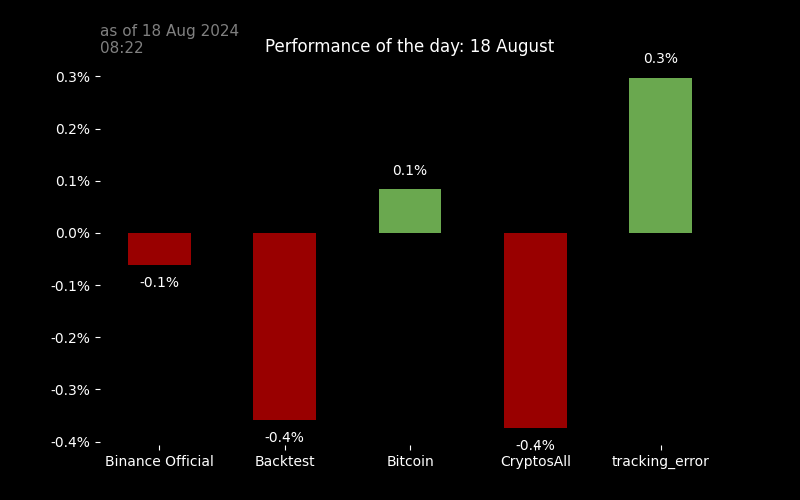 as of 18 Aug 2024
08:22
Performance of the day: 18 August
0.3%
0.3%
0.2%
0.1%
0.1%
0.0%
-0.1%
-0.1%
-0.2%
-0.3%
-0.4%
-0.4%
-0.4%
Binance Official
Backtest
Bitcoin
CryptosAll
tracking_error